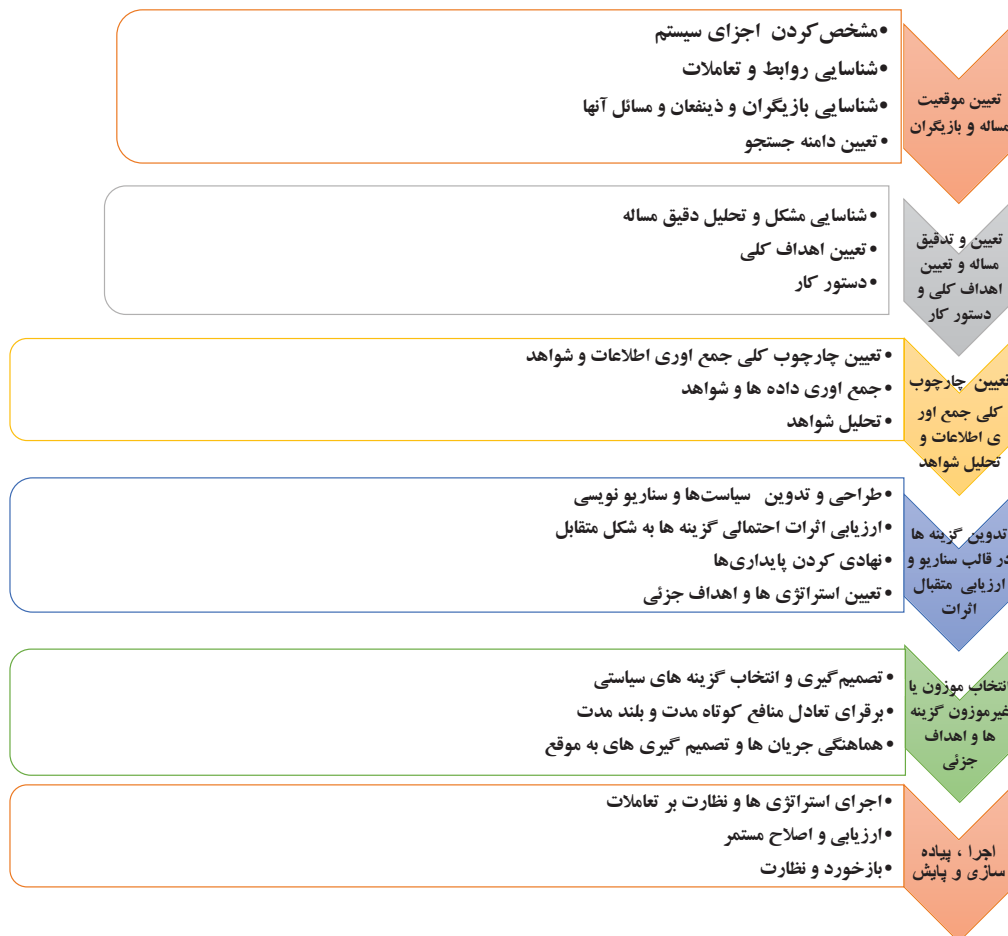 تعیین موقعیت
مساله و بازیگران
•مشخص کردن اجزای سیستم
•شناسایی روابط و تعاملات
•شناسایی بازیگران و ذینفعان و مسائل آنها
•تعیین دامنه جستجو
تعیین و تدقیق
مساله و تعیین
اهداف کلی و
دستور کار
•شناسایی مشکل و تحلیل دقیق مساله
•تعیین اهداف کلی
•دستور کار
تعیین چارچوب
کلی جمع اور
ی اطلاعات و
تحلیل شواهد
•تعیین چارچوب کلی جمع اوری اطلاعات و شواهد
•جمع اوری داده ها و شواهد
•تحلیل شواهد
تدوین گزینه ها
در قالب سناریو و
ارزیابی متقبال
اثرات
•طراحی و تدوین سیاست‌ها و سناریو نویسی
•ارزیابی اثرات احتمالی گزینه ها به شکل متقابل
•نهادی کردن پایداری‌ها
•تعیین استراتژی ها و اهداف جزئی
انتخاب موزون یا
غیرموزون گزینه
ها و اهداف
جزئی
•تصمیم‌گیری و انتخاب گزینه های سیاستی
•برقرای تعادل منافع کوتاه مدت و بلند مدت
•هماهنگی جریان ها و تصمیم گیری های به موقع
اجرا ، پیاده
سازی و پایش
•اجرای استراتژی ها و نظارت بر تعاملات
•ارزیابی و اصلاح مستمر
•بازخورد و نظارت